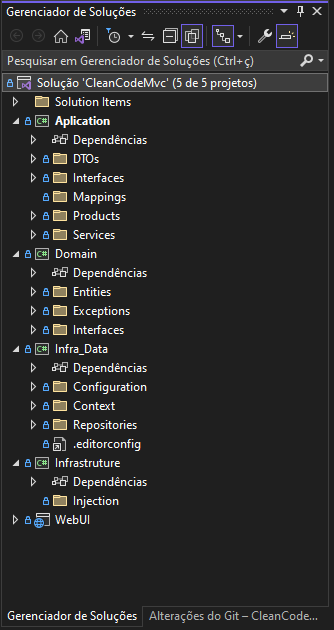 Gerenciador de Soluções
Pesquisar em Gerenciador de Soluções (Ctrl+ç)
Solução 'CleanCodeMvc' (5 de 5 projetos)
Solution Items
C# Aplication
Dependências
DTOs
Interfaces
Mappings
Products
Services
C# Domain
Dependências
Entities
Exceptions
Interfaces
C# Infra_Data
Dependências
Configuration
Context
Repositories
.editorconfig
C# Infrastruture
Dependências
Injection
WebUI
Gerenciador de Soluções Alterações do Git – CleanCode...